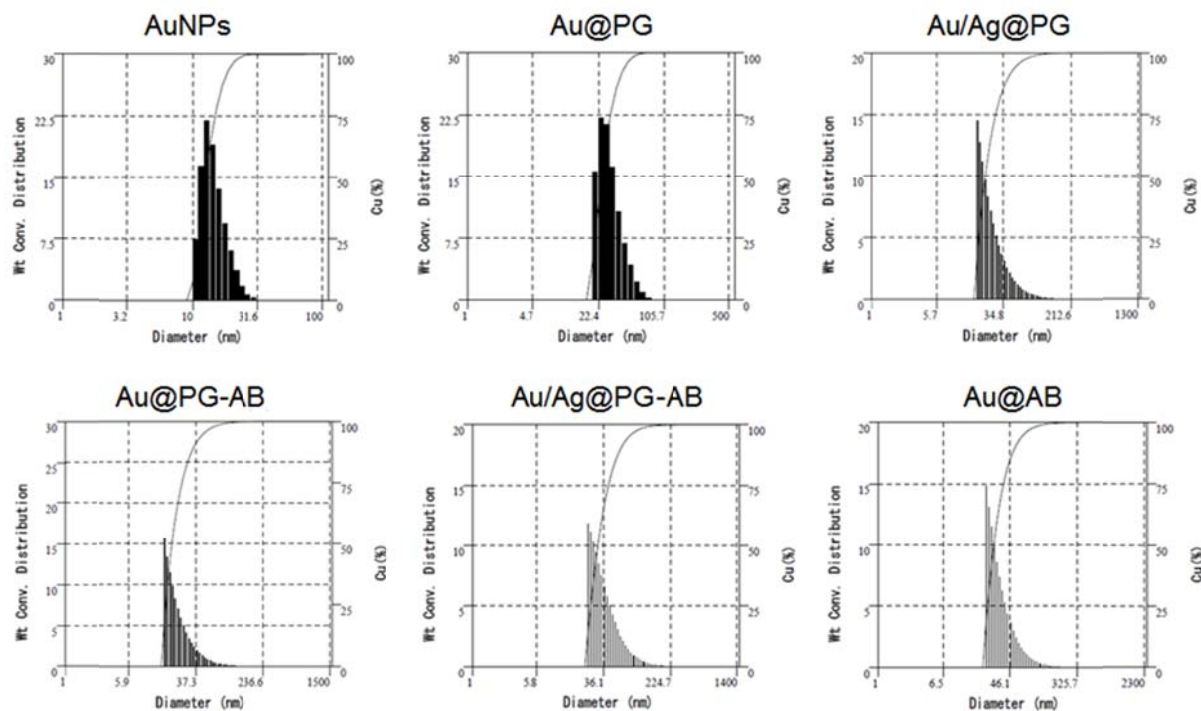 AuNPs
30
22.5
15
7.5
0
Wt Conv. Distribution
100
75
50
25
0
Cu(%)
1 3.2 10 31.6 100
Diameter (nm)
Au@PG
30
22.5
15
7.5
0
Wt Conv. Distribution
100
75
50
25
0
Cu(%)
1 4.7 22.4 105.7 500
Diameter (nm)
Au/Ag@PG
20
15
10
5
0
Wt Conv. Distribution
100
75
50
25
0
Cu(%)
1 5.7 34.8 212.6 1300
Diameter (nm)
Au@PG-AB
30
25
20
15
10
5
0
Wt Conv. Distribution
100
75
50
25
0
Cu(%)
1 5.9 37.3 236.6 1500
Diameter (nm)
Au/Ag@PG-AB
20
15
10
5
0
Wt Conv. Distribution
100
75
50
25
0
Cu(%)
1 5.8 36.1 224.7 1400
Diameter (nm)
Au@AB
20
15
10
5
0
Wt Conv. Distribution
100
75
50
25
0
Cu(%)
1 6.5 46.1 325.7 2300
Diameter (nm)